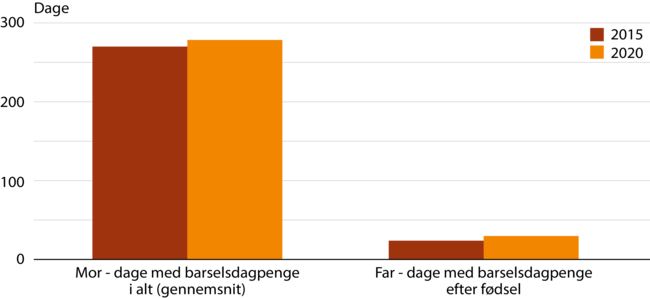 Dage
300
200
100
0
2015
2020
Mor - dage med barselsdagpenge
i alt (gennemsnit)
Far - dage med barselsdagpenge
efter fødsel